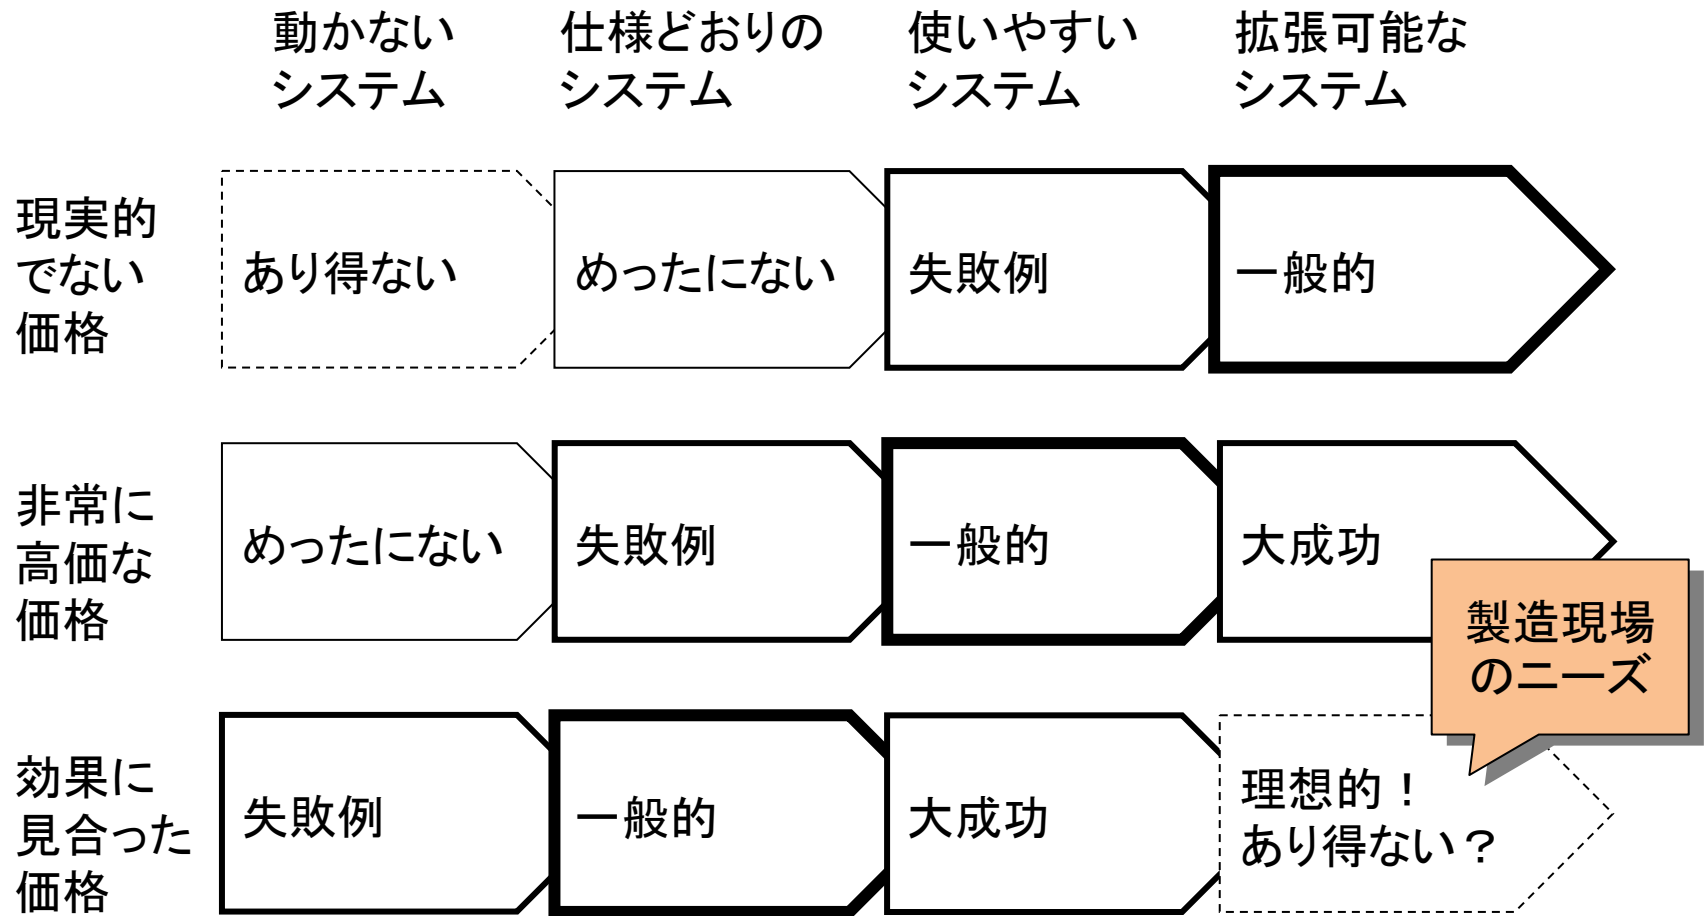 動かない
システム
仕様どおりの
システム
使いやすい
システム
拡張可能な
システム
現実的
でない
価格
あり得ない
めったにない
失敗例
一般的
非常に
高価な
価格
めったにない
失敗例
一般的
大成功
製造現場
のニーズ
効果に
見合った
価格
失敗例
一般的
大成功
理想的！
あり得ない？